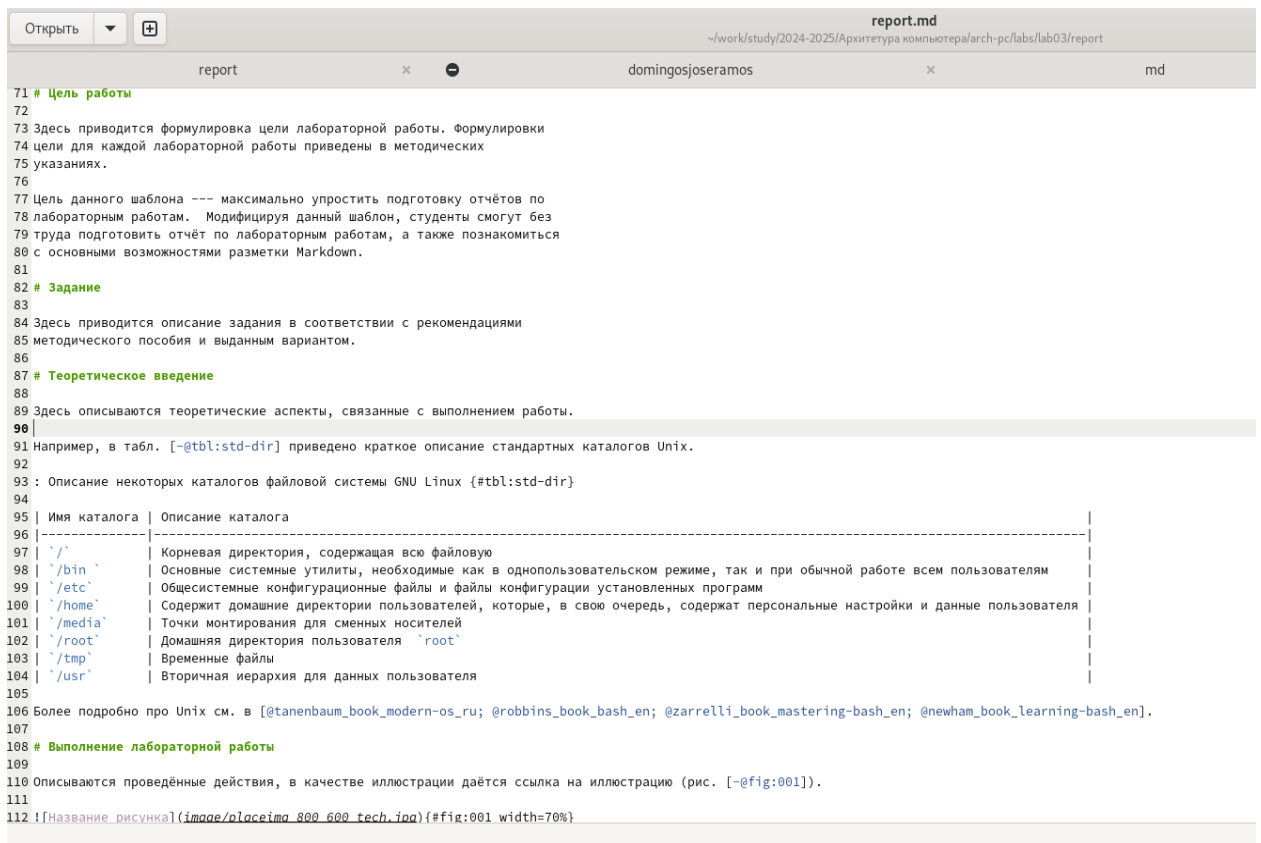 Открыть
report.md
~/work/study/2024-2025/Архитетура компьютера/arch-pc/labs/lab03/report
report × domingosjoseramos × md
71 # Цель работы
72
73 Здесь приводится формулировка цели лабораторной работы. Формулировки
74 цели для каждой лабораторной работы приведены в методических
75 указаниях.
76
77 Цель данного шаблона --- максимально упростить подготовку отчётов по
78 лабораторным работам.  Модифицируя данный шаблон, студенты смогут без
79 труда подготовить отчёт по лабораторным работам, а также познакомиться
80 с основными возможностями разметки Markdown.
81
82 # Задание
83
84 Здесь приводится описание задания в соответствии с рекомендациями
85 методического пособия и выданным вариантом.
86
87 # Теоретическое введение
88
89 Здесь описываются теоретические аспекты, связанные с выполнением работы.
90
91 Например, в табл. [-@tbl:std-dir] приведено краткое описание стандартных каталогов Unix.
92
93 : Описание некоторых каталогов файловой системы GNU Linux {#tbl:std-dir}
94
95 | Имя каталога | Описание каталога |
96 |--------------|----------------------------------------------------------------------------------------------------------------------------|
97 | `/` | Корневая директория, содержащая всю файловую |
98 | `/bin ` | Основные системные утилиты, необходимые как в однопользовательском режиме, так и при обычной работе всем пользователям |
99 | `/etc` | Общесистемные конфигурационные файлы и файлы конфигурации установленных программ |
100 | `/home` | Содержит домашние директории пользователей, которые, в свою очередь, содержат персональные настройки и данные пользователя |
101 | `/media` | Точки монтирования для сменных носителей |
102 | `/root` | Домашняя директория пользователя  `root` |
103 | `/tmp` | Временные файлы |
104 | `/usr` | Вторичная иерархия для данных пользователя |
105
106 Более подробно про Unix см. в [@tanenbaum_book_modern-os_ru; @robbins_book_bash_en; @zarrelli_book_mastering-bash_en; @newham_book_learning-bash_en].
107
108 # Выполнение лабораторной работы
109
110 Описываются проведённые действия, в качестве иллюстрации даётся ссылка на иллюстрацию (рис. [-@fig:001]).
111
112 ![Название рисунка](image/placeimg_800_600_tech.jpg){#fig:001 width=70%}